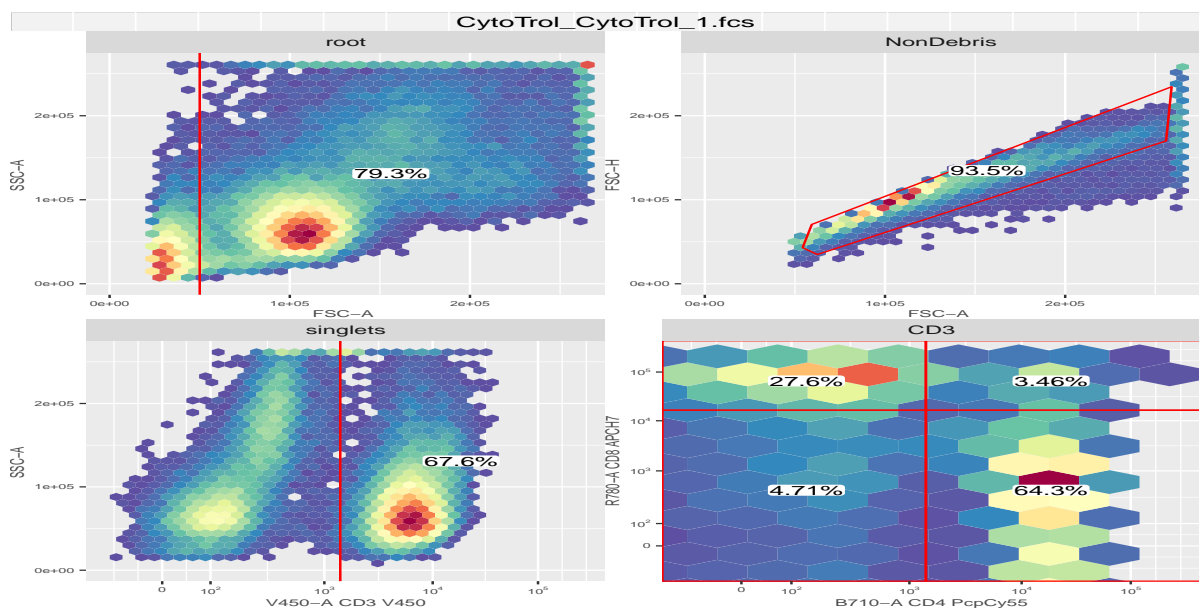 CytoTrol_CytoTrol_1.fcs
root
SSC-A
2e+05
1e+05
0e+00
79.3%
0e+00 1e+05 2e+05
FSC-A
NonDebris
FSC-H
2e+05
1e+05
0e+00
93.5%
0e+00 1e+05 2e+05
FSC-A
singlets
SSC-A
2e+05
1e+05
0e+00
67.6%
0 10² 10³ 10⁴ 10⁵
V450-A CD3 V450
CD3
R780-A CD8 APCH7
10⁵
10⁴
10³
10²
0
27.6% 3.46%
4.71% 64.3%
0 10² 10³ 10⁴ 10⁵
B710-A CD4 PcpCy55